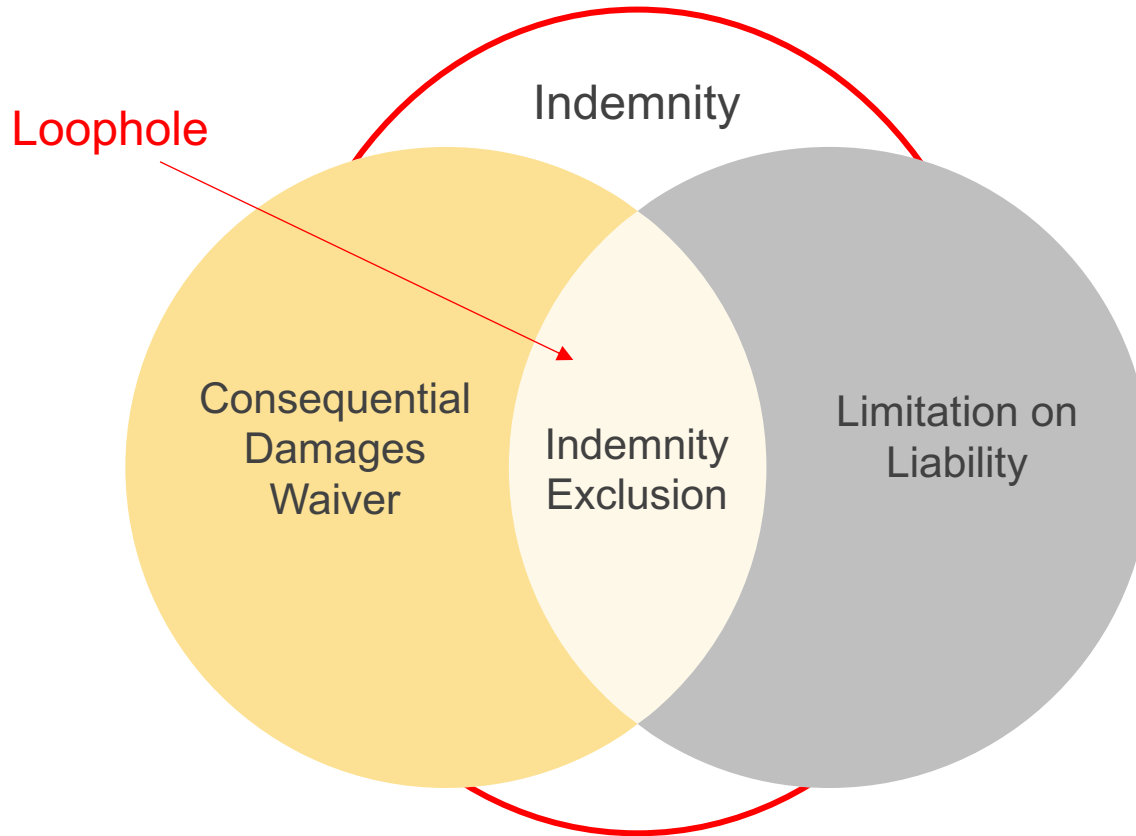 Indemnity
Loophole
Consequential
Damages
Waiver
Indemnity
Exclusion
Limitation on
Liability